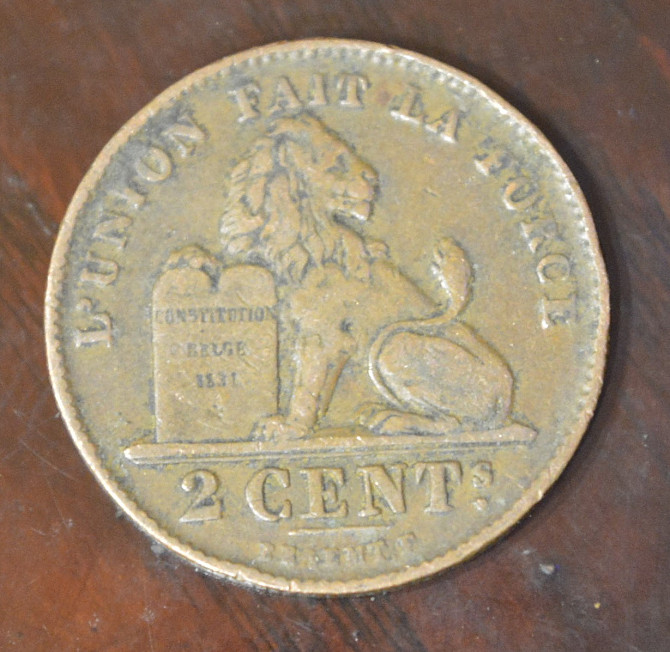 L'UNION FAIT LA FORCE
CONSTITUTION
BELGE
1831
2 CENTs